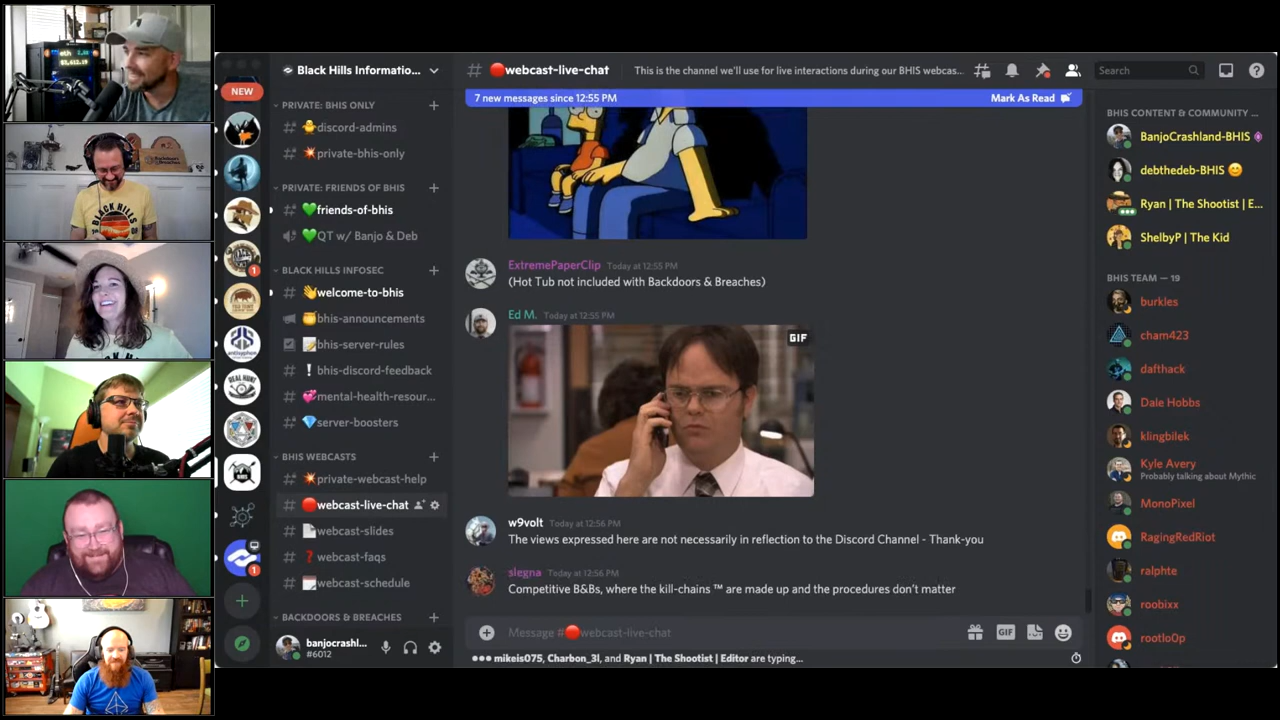 NEW
Black Hills Informatio...
PRIVATE: BHIS ONLY
discord-admins
private-bhis-only
PRIVATE: FRIENDS OF BHIS
friends-of-bhis
QT w/ Banjo & Deb
BLACK HILLS INFOSEC
welcome-to-bhis
bhis-announcements
bhis-server-rules
bhis-discord-feedback
mental-health-resour...
server-boosters
BHIS WEBCASTS
private-webcast-help
webcast-live-chat
webcast-slides
webcast-faqs
webcast-schedule
BACKDOORS & BREACHES
banjocrashl...
#6012
# webcast-live-chat
This is the channel we'll use for live interactions during our BHIS webcas...
Search
7 new messages since 12:55 PM
Mark As Read
ExtremePaperClip Today at 12:55 PM
(Hot Tub not included with Backdoors & Breaches)
Ed M. Today at 12:55 PM
GIF
w9volt Today at 12:56 PM
The views expressed here are not necessarily in reflection to the Discord Channel - Thank-you
slegna Today at 12:56 PM
Competitive B&Bs, where the kill-chains ™ are made up and the procedures don't matter
Message #webcast-live-chat
GIF
mikeis075, Charbon_3l, and Ryan | The Shootist | Editor are typing...
BHIS CONTENT & COMMUNITY ...
BanjoCrashland-BHIS
debthedeb-BHIS
Ryan | The Shootist | E...
ShelbyP | The Kid
BHIS TEAM — 19
burkles
cham423
dafthack
Dale Hobbs
klingbilek
Kyle Avery
Probably talking about Mythic
MonoPixel
RagingRedRiot
ralphte
roobixx
rootlo0p
BLACK HILLS